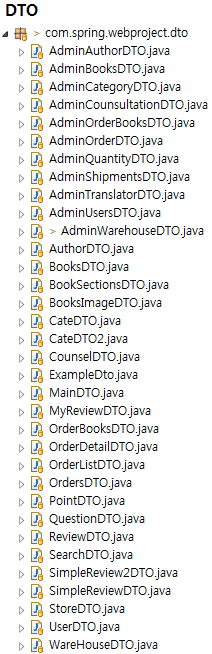 DTO
> com.spring.webproject.dto
AdminAuthorDTO.java
AdminBooksDTO.java
AdminCategoryDTO.java
AdminCounsultationDTO.java
AdminOrderBooksDTO.java
AdminOrderDTO.java
AdminQuantityDTO.java
AdminShipmentsDTO.java
AdminTranslatorDTO.java
AdminUsersDTO.java
> AdminWarehouseDTO.java
AuthorDTO.java
BooksDTO.java
BookSectionsDTO.java
BooksImageDTO.java
CateDTO.java
CateDTO2.java
CounselDTO.java
ExampleDto.java
MainDTO.java
MyReviewDTO.java
OrderBooksDTO.java
OrderDetailDTO.java
OrderListDTO.java
OrdersDTO.java
PointDTO.java
QuestionDTO.java
ReviewDTO.java
SearchDTO.java
SimpleReview2DTO.java
SimpleReviewDTO.java
StoreDTO.java
UserDTO.java
WareHouseDTO.java